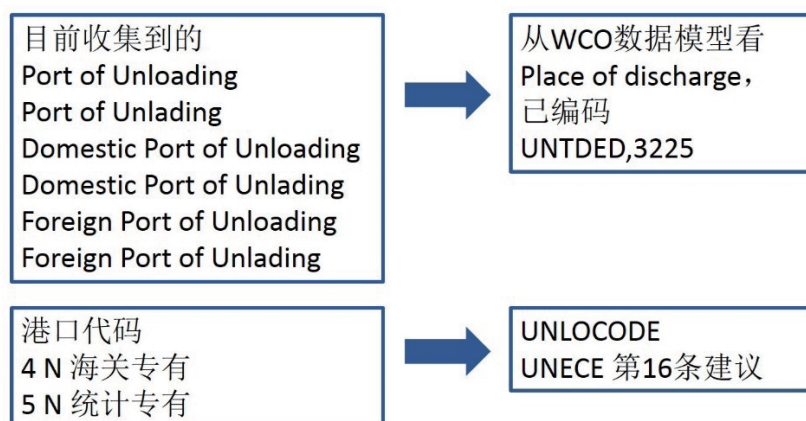 目前收集到的
Port of Unloading
Port of Unlading
Domestic Port of Unloading
Domestic Port of Unlading
Foreign Port of Unloading
Foreign Port of Unlading
从WCO数据模型看
Place of discharge，
已编码
UNTDED,3225
港口代码
4 N 海关专有
5 N 统计专有
UNLOCODE
UNECE 第16条建议